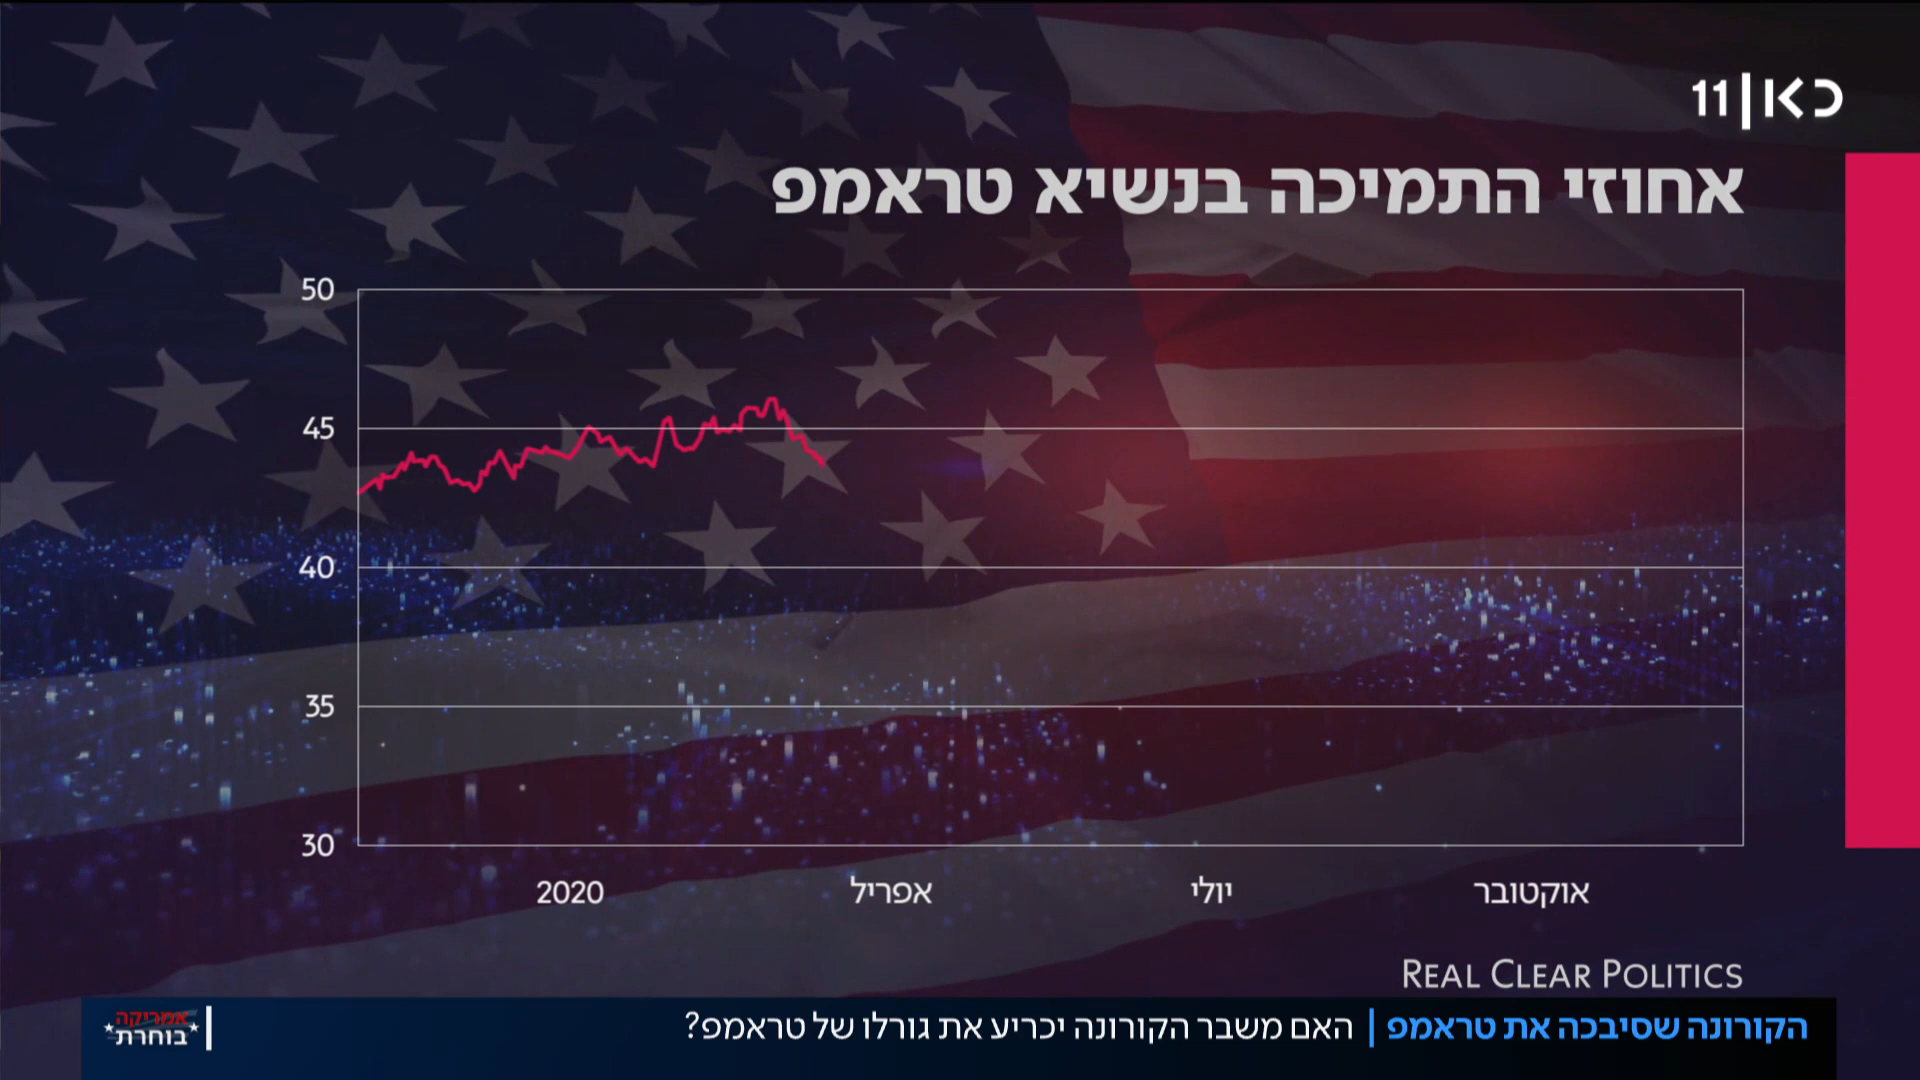 כאן 11
אחוזי התמיכה בנשיא טראמפ
50
45
40
35
30
2020 אפריל יולי אוקטובר
REAL CLEAR POLITICS
הקורונה שסיבכה את טראמפ | האם משבר הקורונה יכריע את גורלו של טראמפ?
אמריקה
בוחרת